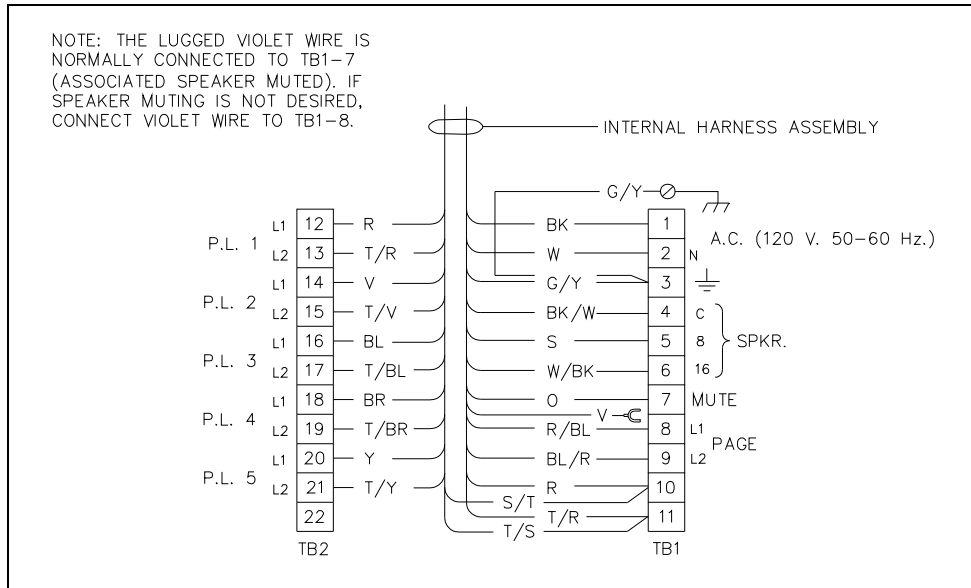 NOTE: THE LUGGED VIOLET WIRE IS
NORMALLY CONNECTED TO TB1-7
(ASSOCIATED SPEAKER MUTED). IF
SPEAKER MUTING IS NOT DESIRED,
CONNECT VIOLET WIRE TO TB1-8.
INTERNAL HARNESS ASSEMBLY
G/Y
P.L. 1
L1 12 R
L2 13 T/R
P.L. 2
L1 14 V
L2 15 T/V
P.L. 3
L1 16 BL
L2 17 T/BL
P.L. 4
L1 18 BR
L2 19 T/BR
P.L. 5
L1 20 Y
L2 21 T/Y
22
TB2
BK 1
A.C. (120 V. 50-60 Hz.)
W 2 N
G/Y 3
BK/W 4 C
S 5 8 SPKR.
W/BK 6 16
O 7 MUTE
V
R/BL 8 L1
PAGE
BL/R 9 L2
R 10
S/T
T/R 11
T/S
TB1